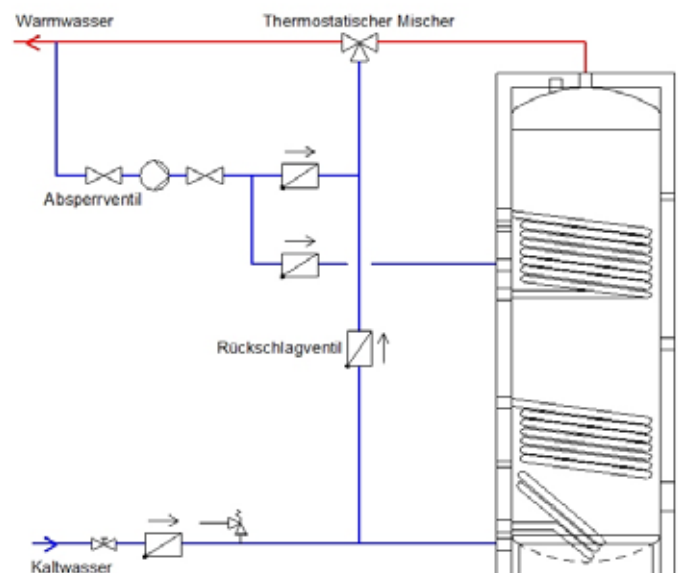 Warmwasser
Thermostatischer Mischer
Absperrventil
Rückschlagventil
Kaltwasser